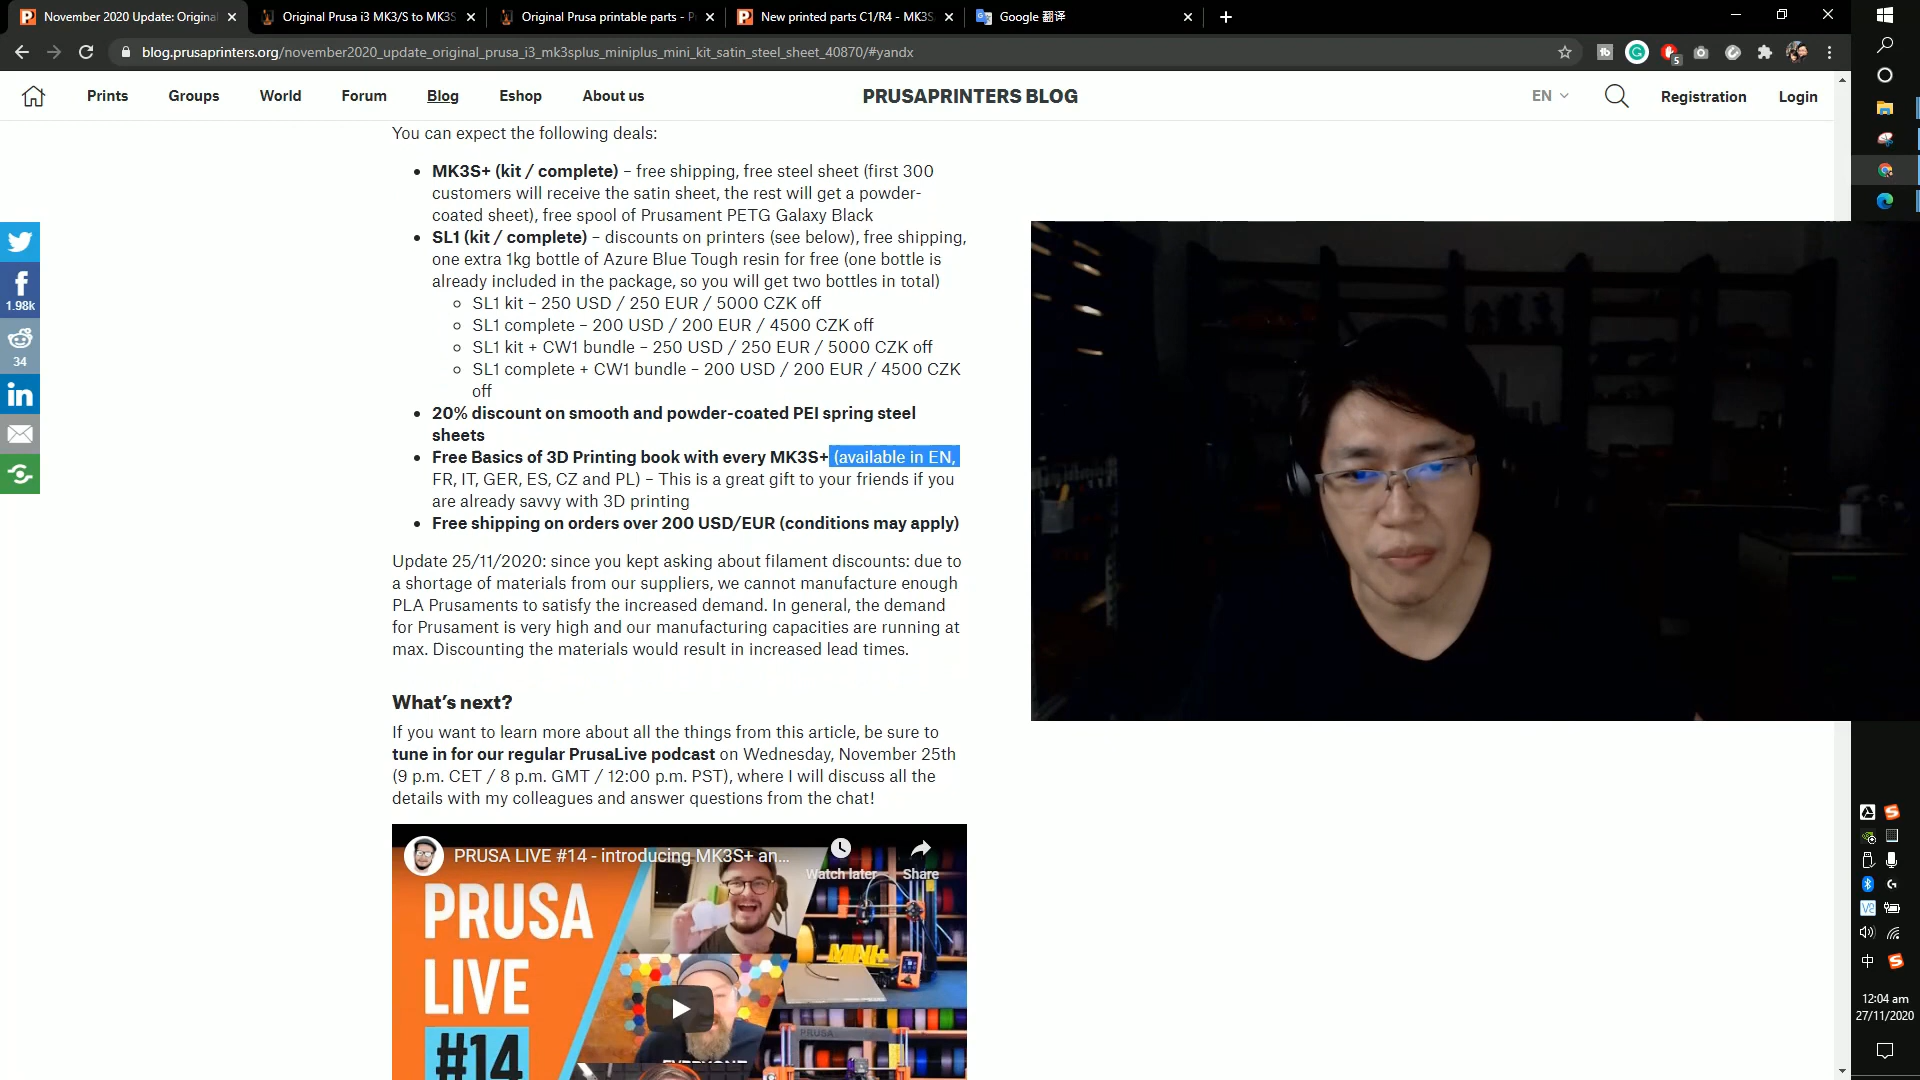 November 2020 Update: Original
Original Prusa i3 MK3/S to MK3S
Original Prusa printable parts - P
New printed parts C1/R4 - MK3S
Google 翻译
blog.prusaprinters.org/november2020_update_original_prusa_i3_mk3splus_miniplus_mini_kit_satin_steel_sheet_40870/#yandx
Prints
Groups
World
Forum
Blog
Eshop
About us
PRUSAPRINTERS BLOG
EN
Registration
Login
You can expect the following deals:
MK3S+ (kit / complete) – free shipping, free steel sheet (first 300
customers will receive the satin sheet, the rest will get a powder-
coated sheet), free spool of Prusament PETG Galaxy Black
SL1 (kit / complete) – discounts on printers (see below), free shipping,
one extra 1kg bottle of Azure Blue Tough resin for free (one bottle is
already included in the package, so you will get two bottles in total)
SL1 kit – 250 USD / 250 EUR / 5000 CZK off
SL1 complete – 200 USD / 200 EUR / 4500 CZK off
SL1 kit + CW1 bundle – 250 USD / 250 EUR / 5000 CZK off
SL1 complete + CW1 bundle – 200 USD / 200 EUR / 4500 CZK
off
20% discount on smooth and powder-coated PEI spring steel
sheets
Free Basics of 3D Printing book with every MK3S+ (available in EN,
FR, IT, GER, ES, CZ and PL) – This is a great gift to your friends if you
are already savvy with 3D printing
Free shipping on orders over 200 USD/EUR (conditions may apply)
Update 25/11/2020: since you kept asking about filament discounts: due to
a shortage of materials from our suppliers, we cannot manufacture enough
PLA Prusaments to satisfy the increased demand. In general, the demand
for Prusament is very high and our manufacturing capacities are running at
max. Discounting the materials would result in increased lead times.
What's next?
If you want to learn more about all the things from this article, be sure to
tune in for our regular PrusaLive podcast on Wednesday, November 25th
(9 p.m. CET / 8 p.m. GMT / 12:00 p.m. PST), where I will discuss all the
details with my colleagues and answer questions from the chat!
PRUSA LIVE #14 - introducing MK3S+ an...
Watch later
Share
PRUSA
LIVE
#14
MINI+
PRUSA
1.98k
34
5
中
12:04 am
27/11/2020